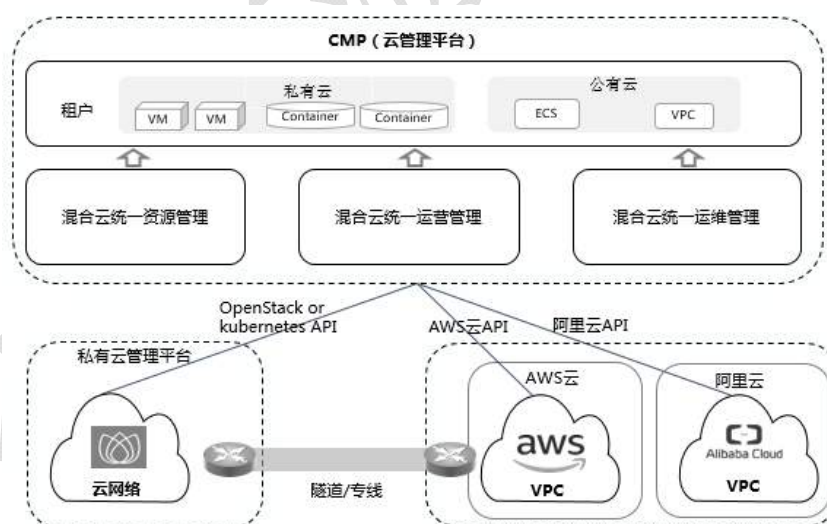 CMP（云管理平台）
私有云
公有云
租户
VM
VM
Container
Container
ECS
VPC
混合云统一资源管理
混合云统一运营管理
混合云统一运维管理
OpenStack or
kubernetes API
AWS云API
阿里云API
私有云管理平台
AWS云
阿里云
aws
Alibaba Cloud
云网络
隧道/专线
VPC
VPC